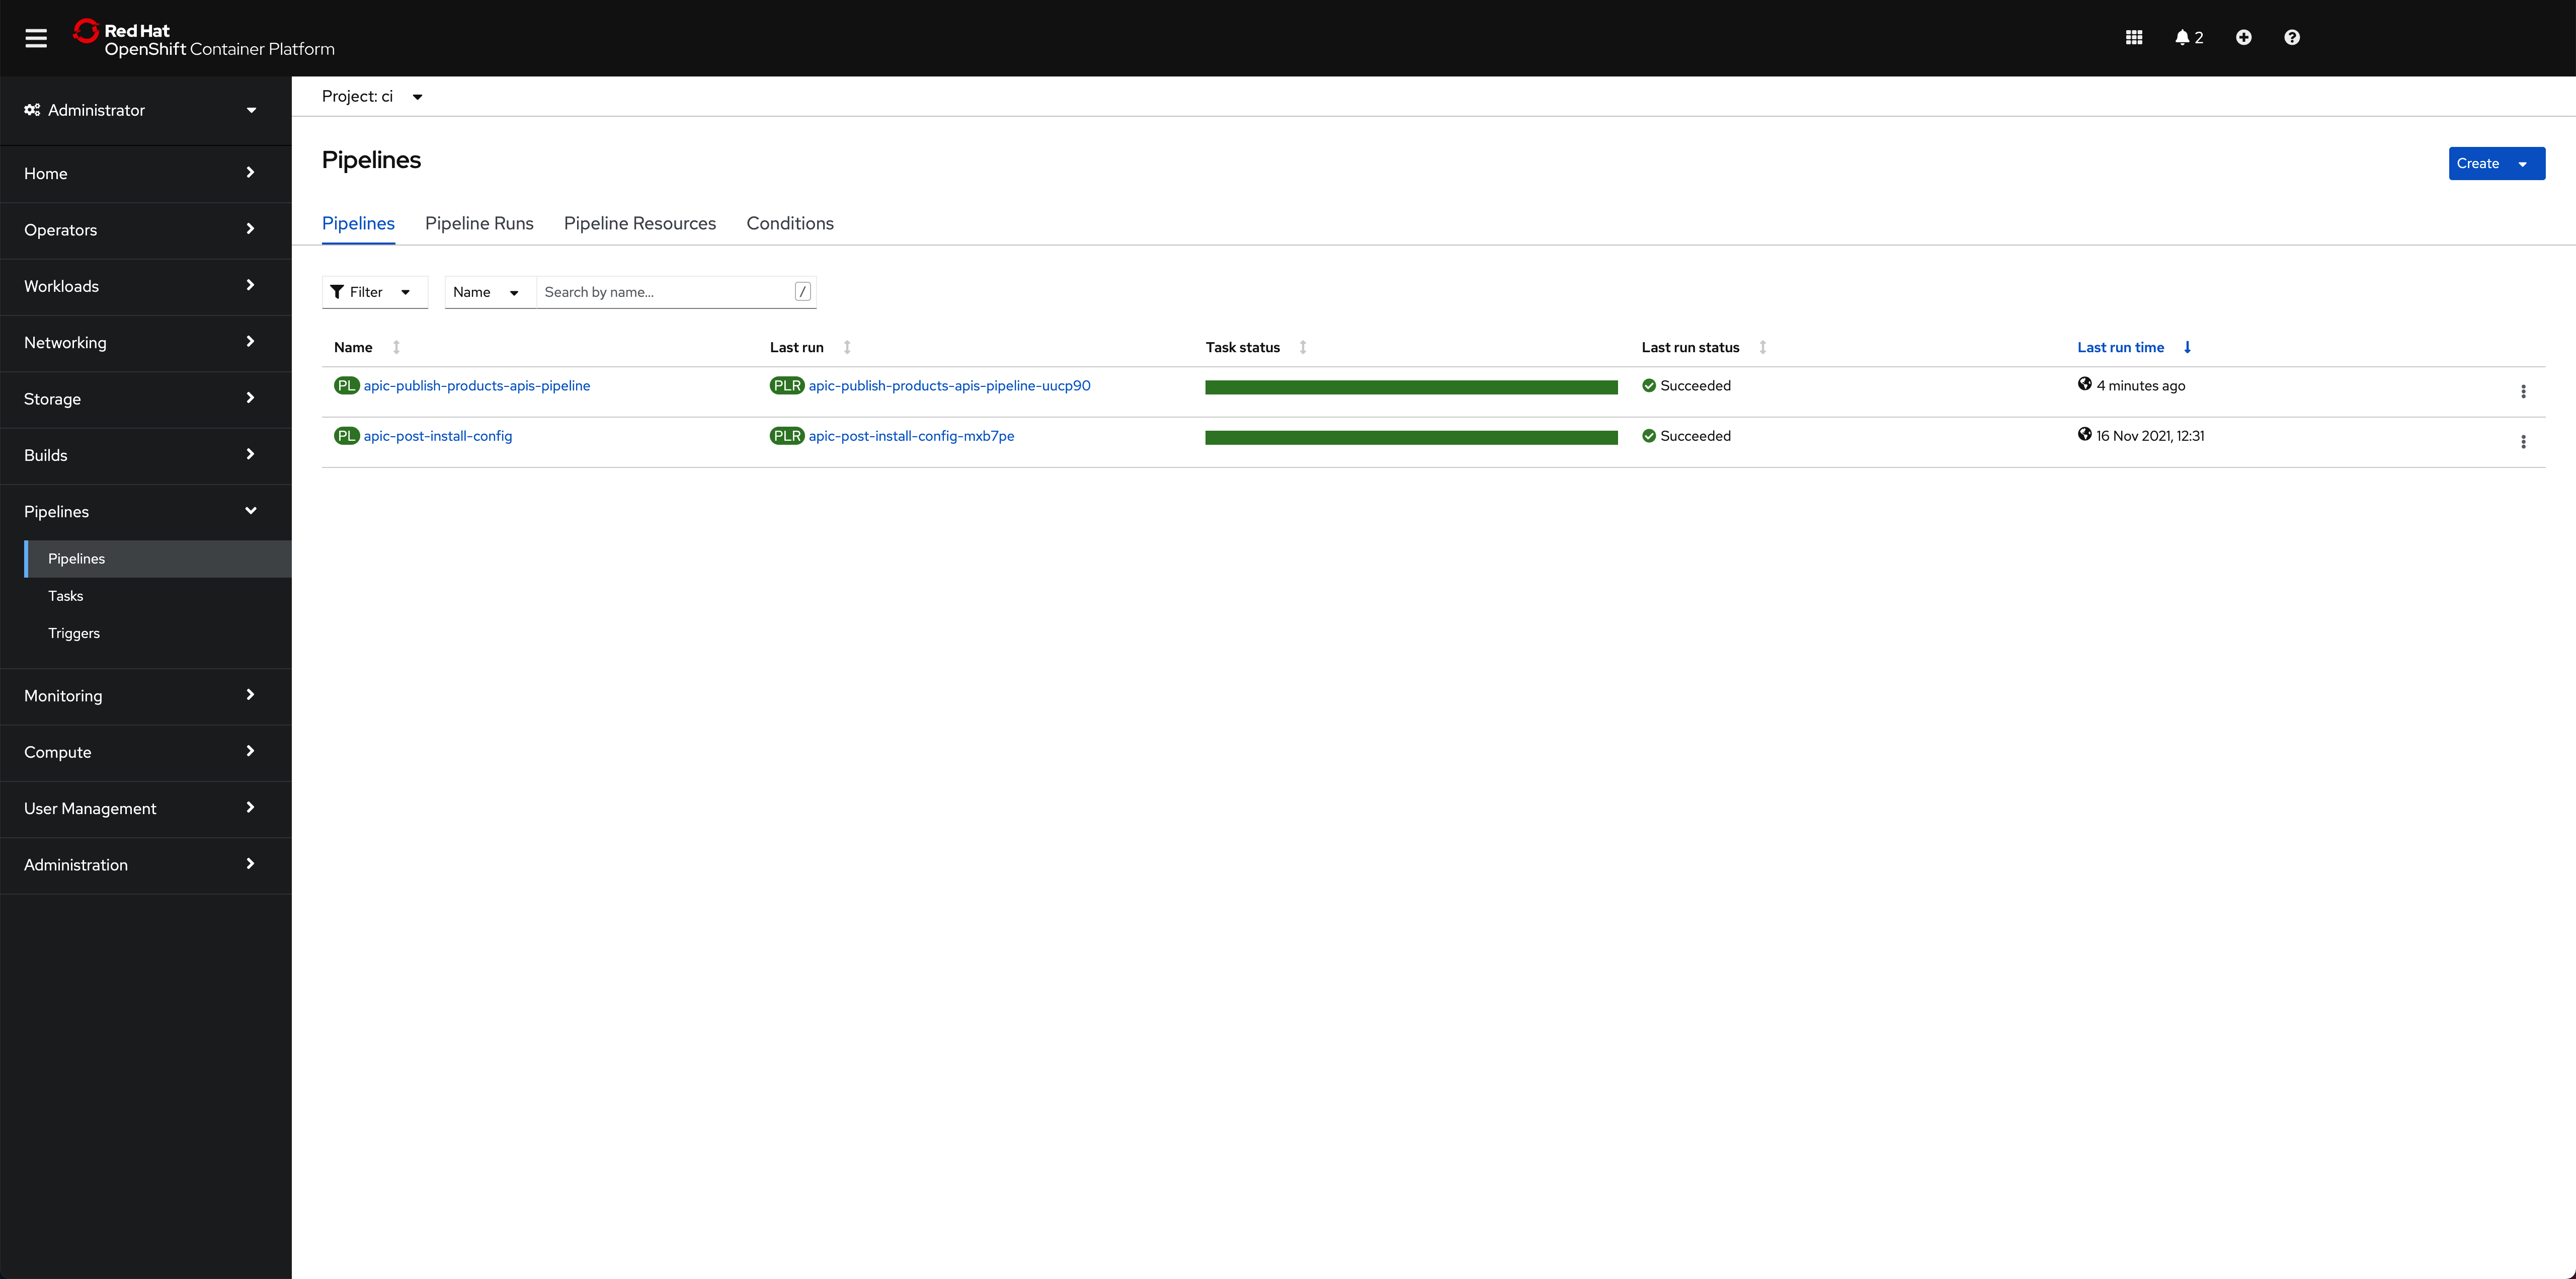 Red Hat
OpenShift Container Platform
2
Administrator
Project: ci
Home
Operators
Workloads
Networking
Storage
Builds
Pipelines
Pipelines
Tasks
Triggers
Monitoring
Compute
User Management
Administration
Pipelines
Create
Pipelines Pipeline Runs Pipeline Resources Conditions
Filter Name Search by name... /
Name Last run Task status Last run status Last run time
PL apic-publish-products-apis-pipeline PLR apic-publish-products-apis-pipeline-uucp90 Succeeded 4 minutes ago
PL apic-post-install-config PLR apic-post-install-config-mxb7pe Succeeded 16 Nov 2021, 12:31